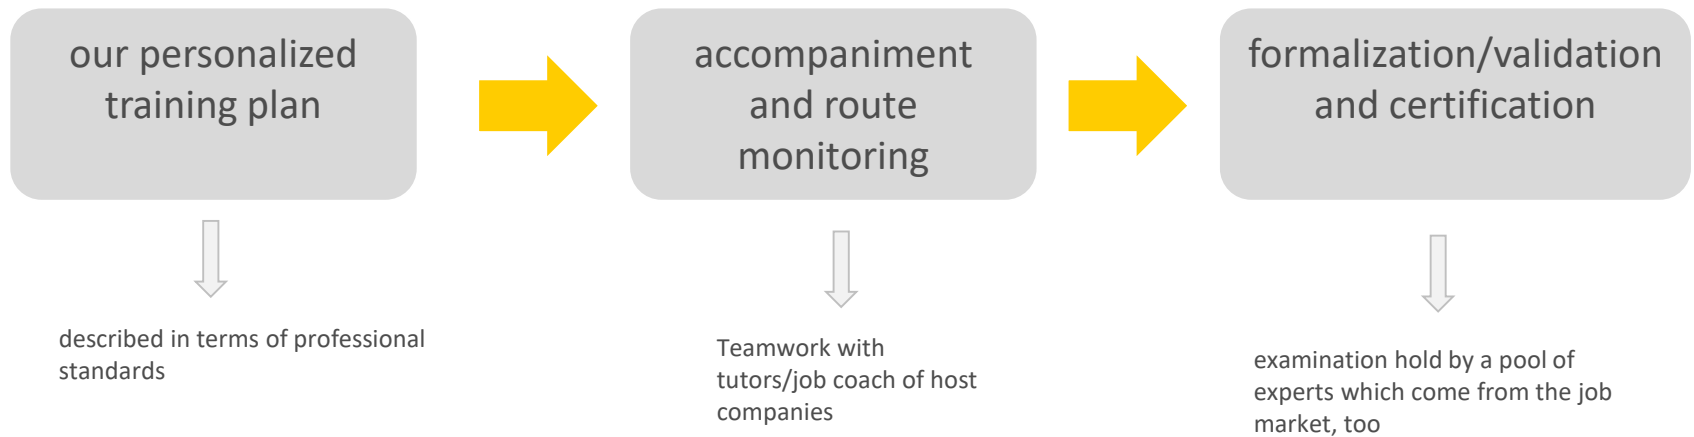 our personalized
training plan
accompaniment
and route
monitoring
formalization/validation
and certification
described in terms of professional
standards
Teamwork with
tutors/job coach of host
companies
examination hold by a pool of
experts which come from the job
market, too